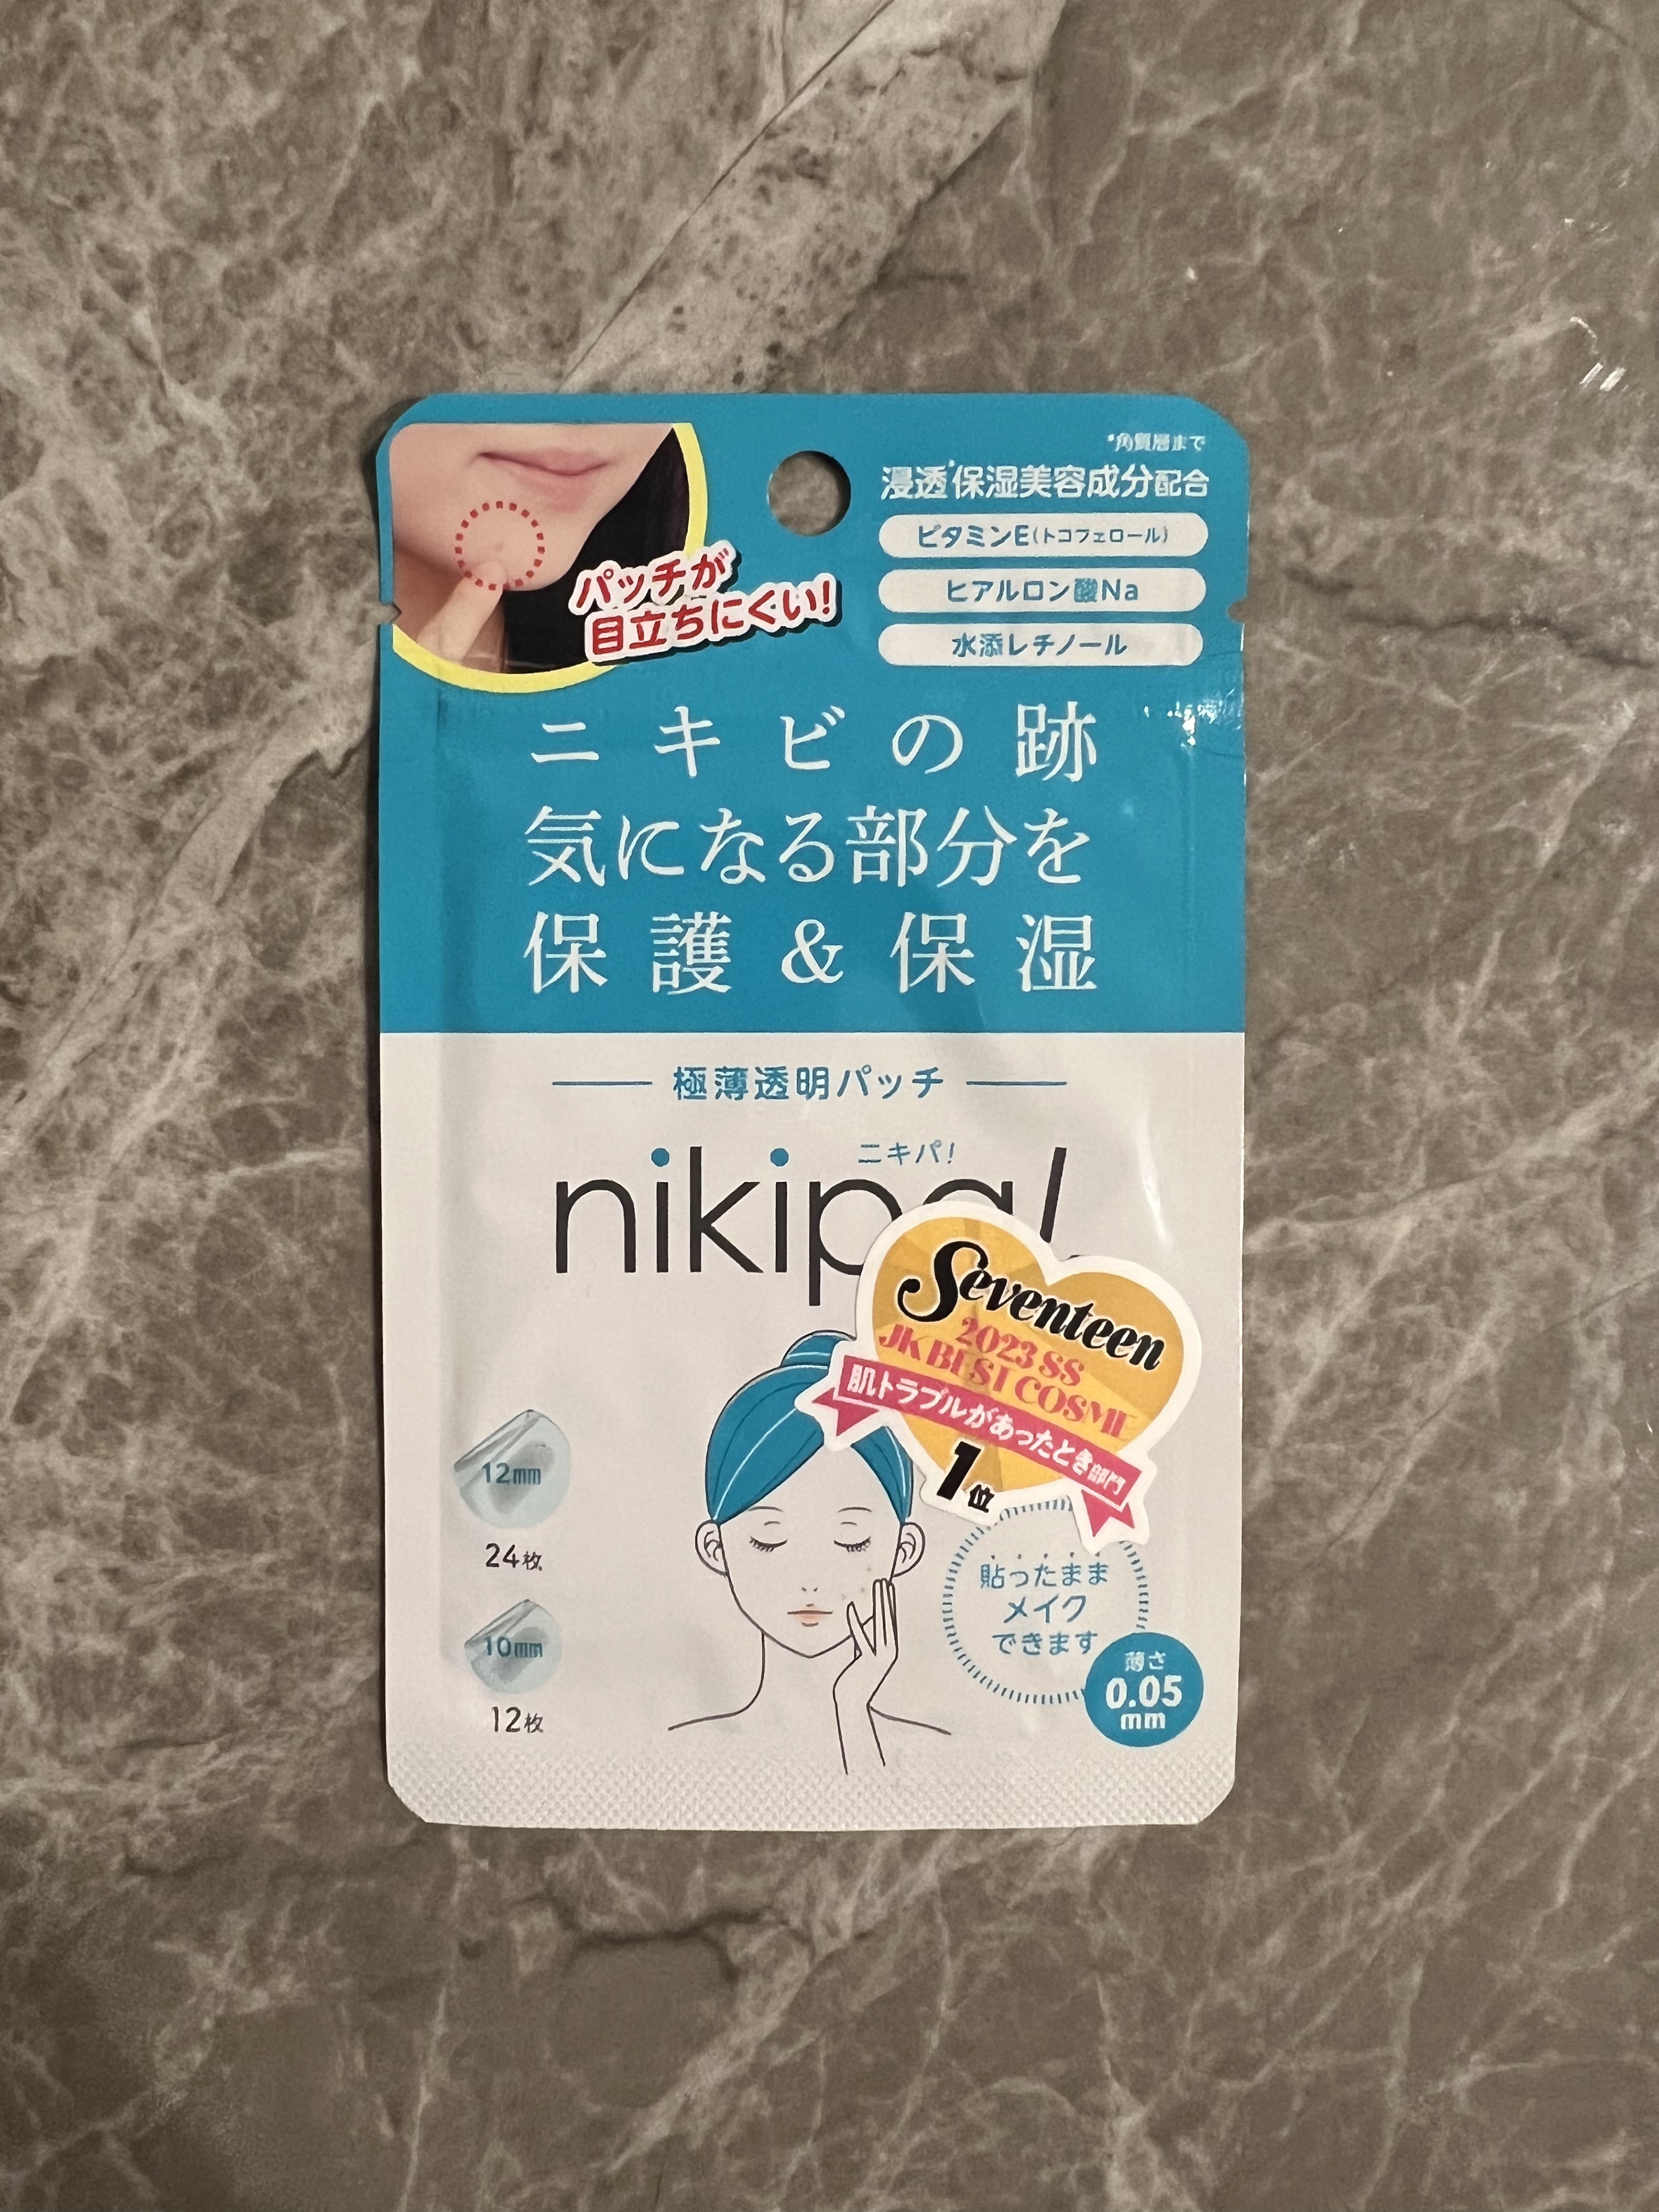 *角質層まで
浸透*保湿美容成分配合
ビタミンE(トコフェロール)
ヒアルロン酸Na
水添レチノール
パッチが
目立ちにくい!
ニキビの跡
気になる部分を
保護&保湿
極薄透明パッチ
ニキパ!
nikipa!
Seventeen
2023 SS
JK BEST COSME
肌トラブルがあったとき部門
1位
12mm
24枚
10mm
12枚
貼ったまま
メイク
できます
薄さ
0.05
mm